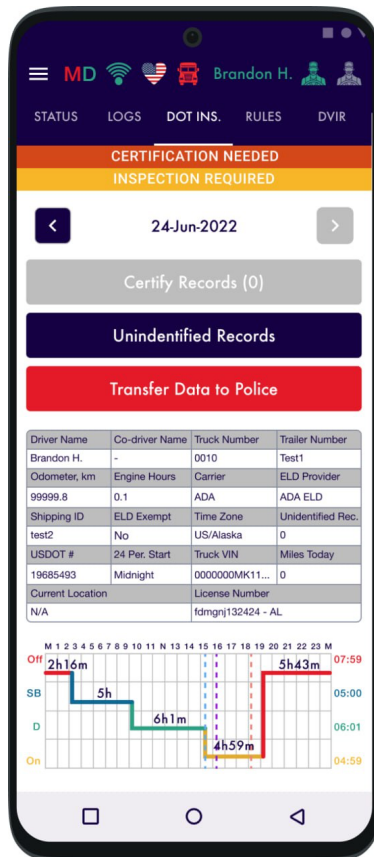 MD Brandon H.
STATUS LOGS DOT INS. RULES DVIR
CERTIFICATION NEEDED
INSPECTION REQUIRED
24-Jun-2022
Certify Records (0)
Unindentified Records
Transfer Data to Police
Driver Name Co-driver Name Truck Number Trailer Number
Brandon H. - 0010 Test1
Odometer, km Engine Hours Carrier ELD Provider
99999.8 0.1 ADA ADA ELD
Shipping ID ELD Exempt Time Zone Unidentified Rec.
test2 No US/Alaska 0
USDOT # 24 Per. Start Truck VIN Miles Today
19685493 Midnight 0000000MK11... 0
Current Location License Number
N/A fdmgnj132424 - AL
M 1 2 3 4 5 6 7 8 9 10 11 N 13 14 15 16 17 18 19 20 21 22 23 M
Off 2h16m 5h43m 07:59
SB 5h 05:00
D 6h1m 06:01
On 4h59m 04:59